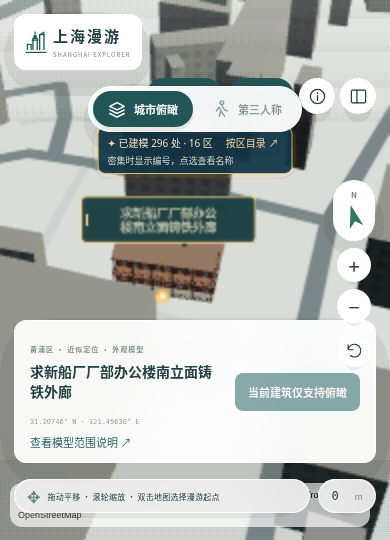 上海漫游
SHANGHAI EXPLORER
城市俯瞰
第三人称
✦ 已建模 296 处 · 16 区 按区目录 ↗
密集时显示编号，点选查看名称
求新船厂厂部办公
楼南立面铸铁外廊
N
+
−
黄浦区 · 近似定位 · 外观模型
求新船厂厂部办公楼南立面铸
铁外廊
当前建筑仅支持俯瞰
31.20746° N · 121.49630° E
查看模型范围说明 ↗
拖动平移 · 滚轮缩放 · 双击地图选择漫游起点
0 m
OpenStreetMap